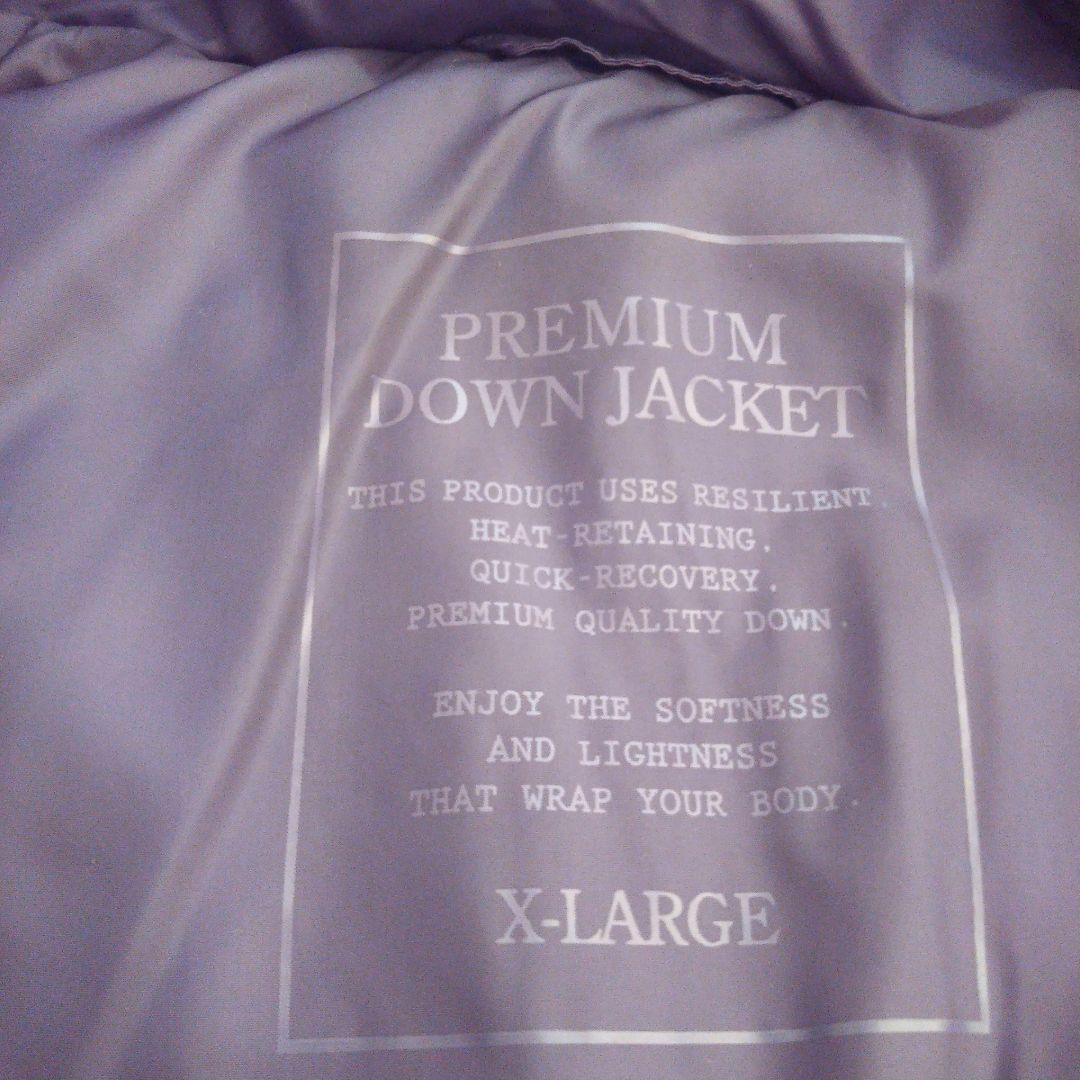 PREMIUM
DOWN JACKET
THIS PRODUCT USES RESILIENT.
HEAT-RETAINING.
QUICK-RECOVERY.
PREMIUM QUALITY DOWN.
ENJOY THE SOFTNESS
AND LIGHTNESS
THAT WRAP YOUR BODY.
X-LARGE